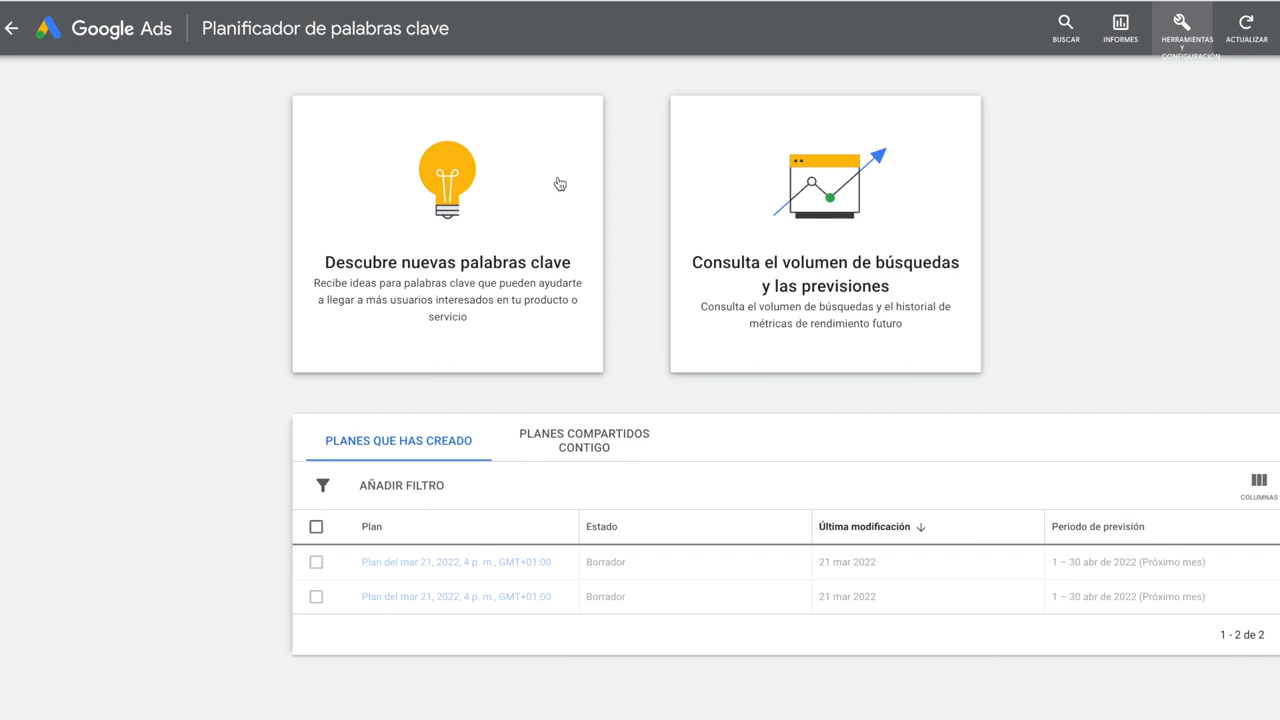 Google Ads
Planificador de palabras clave
BUSCAR
INFORMES
HERRAMIENTAS
Y
CONFIGURACIÓN
ACTUALIZAR
Descubre nuevas palabras clave
Recibe ideas para palabras clave que pueden ayudarte
a llegar a más usuarios interesados en tu producto o
servicio
Consulta el volumen de búsquedas
y las previsiones
Consulta el volumen de búsquedas y el historial de
métricas de rendimiento futuro
PLANES QUE HAS CREADO
PLANES COMPARTIDOS
CONTIGO
AÑADIR FILTRO
COLUMNAS
Plan Estado Última modificación Periodo de previsión
Plan del mar 21, 2022, 4 p. m., GMT+01:00 Borrador 21 mar 2022 1 – 30 abr de 2022 (Próximo mes)
Plan del mar 21, 2022, 4 p. m., GMT+01:00 Borrador 21 mar 2022 1 – 30 abr de 2022 (Próximo mes)
1 - 2 de 2